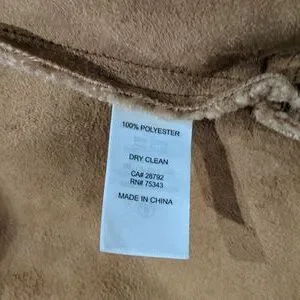 100% POLYESTER
DRY CLEAN
CA# 28792
RN# 75343
MADE IN CHINA